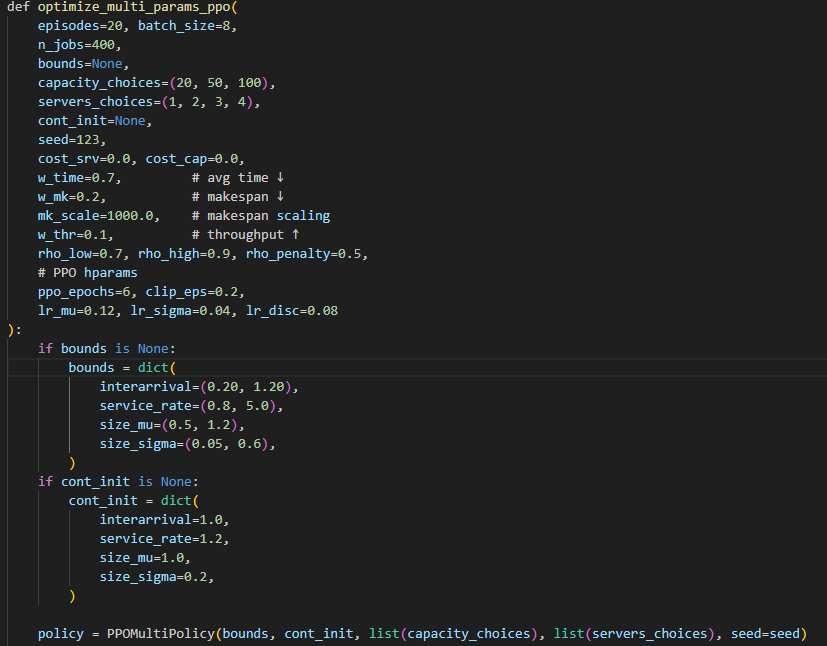 def optimize_multi_params_ppo(
    episodes=20, batch_size=8,
    n_jobs=400,
    bounds=None,
    capacity_choices=(20, 50, 100),
    servers_choices=(1, 2, 3, 4),
    cont_init=None,
    seed=123,
    cost_srv=0.0, cost_cap=0.0,
    w_time=0.7,         # avg time ↓
    w_mk=0.2,           # makespan ↓
    mk_scale=1000.0,    # makespan scaling
    w_thr=0.1,          # throughput ↑
    rho_low=0.7, rho_high=0.9, rho_penalty=0.5,
    # PPO hparams
    ppo_epochs=6, clip_eps=0.2,
    lr_mu=0.12, lr_sigma=0.04, lr_disc=0.08
):
    if bounds is None:
        bounds = dict(
            interarrival=(0.20, 1.20),
            service_rate=(0.8, 5.0),
            size_mu=(0.5, 1.2),
            size_sigma=(0.05, 0.6),
        )
    if cont_init is None:
        cont_init = dict(
            interarrival=1.0,
            service_rate=1.2,
            size_mu=1.0,
            size_sigma=0.2,
        )
    policy = PPOMultiPolicy(bounds, cont_init, list(capacity_choices), list(servers_choices), seed=seed)